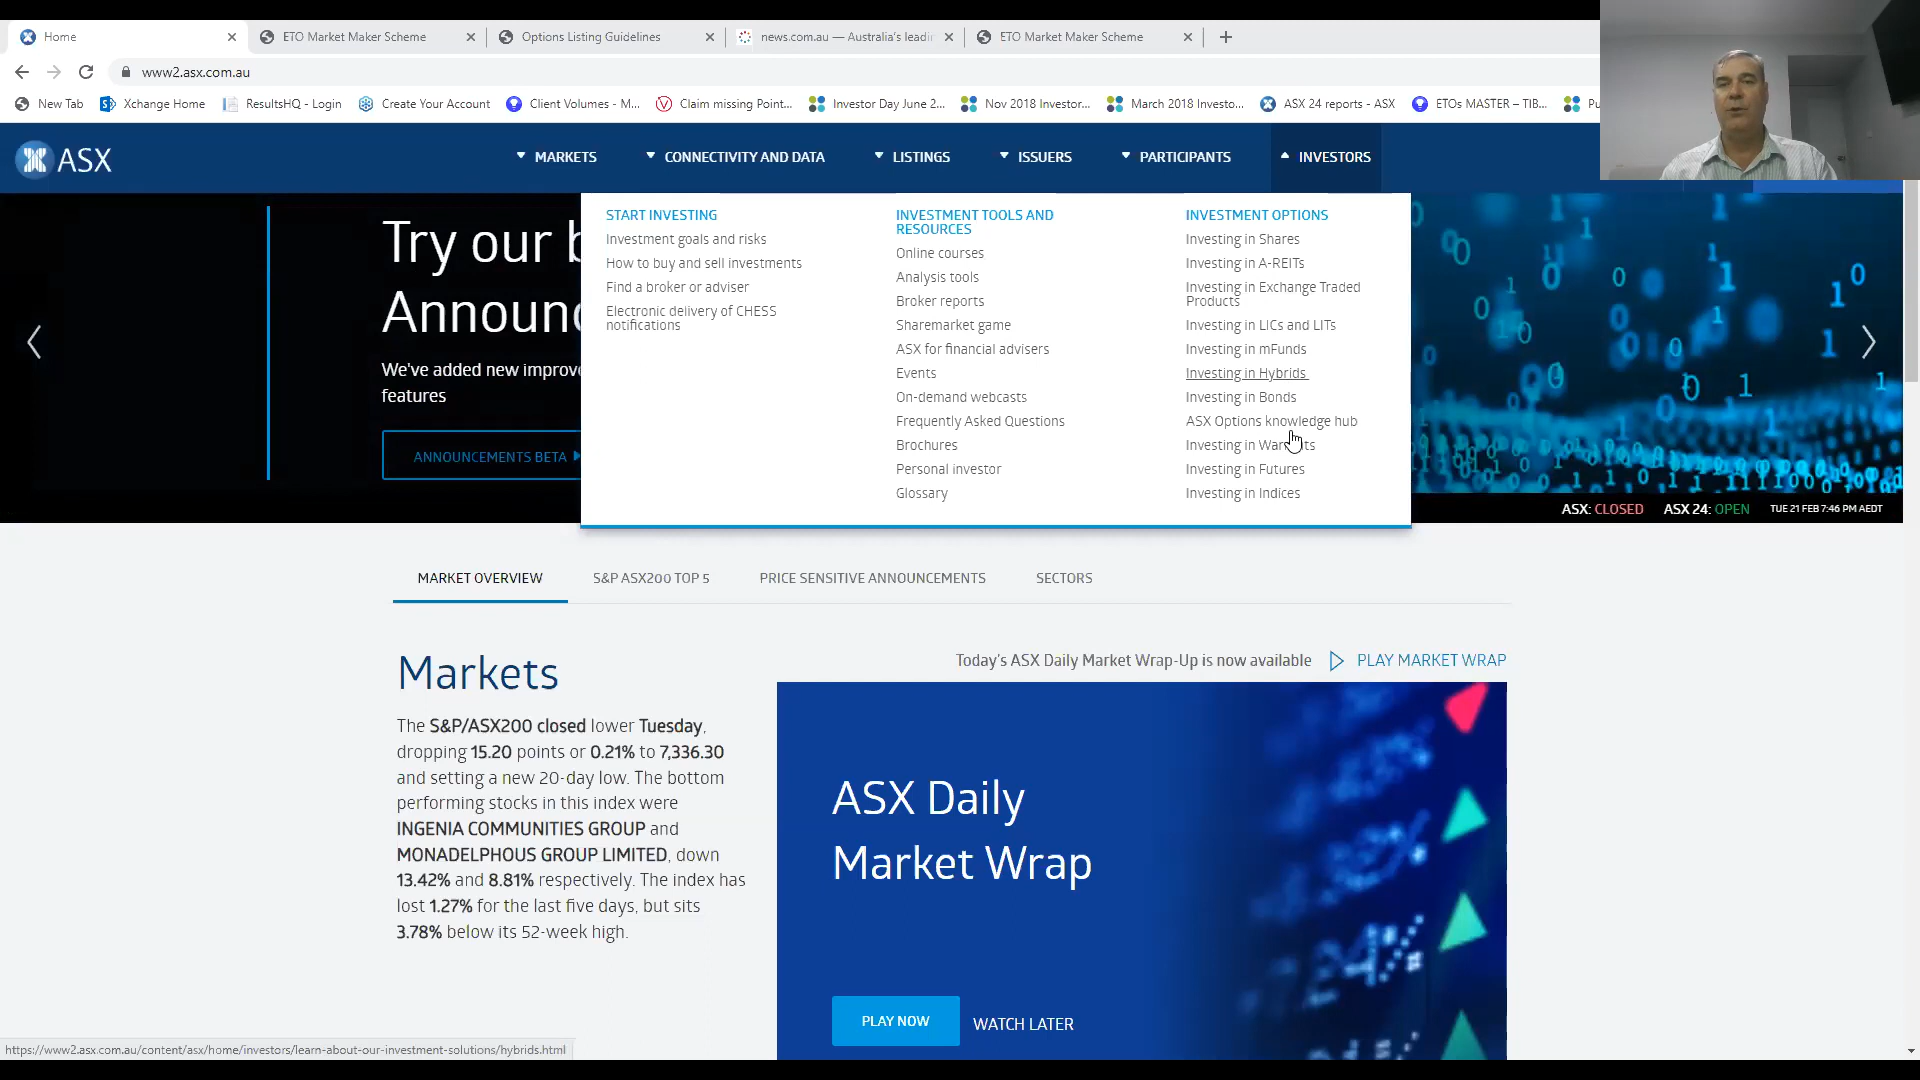 Home
ETO Market Maker Scheme
Options Listing Guidelines
news.com.au — Australia's leadi
ETO Market Maker Scheme
www2.asx.com.au
New Tab
Xchange Home
ResultsHQ - Login
Create Your Account
Client Volumes - M...
Claim missing Point...
Investor Day June 2...
Nov 2018 Investor...
March 2018 Investo...
ASX 24 reports - ASX
ETOs MASTER – TIB...
Pu
ASX
MARKETS
CONNECTIVITY AND DATA
LISTINGS
ISSUERS
PARTICIPANTS
INVESTORS
Try our b
Announc
We've added new improve
features
ANNOUNCEMENTS BETA
START INVESTING
Investment goals and risks
How to buy and sell investments
Find a broker or adviser
Electronic delivery of CHESS
notifications
INVESTMENT TOOLS AND
RESOURCES
Online courses
Analysis tools
Broker reports
Sharemarket game
ASX for financial advisers
Events
On-demand webcasts
Frequently Asked Questions
Brochures
Personal investor
Glossary
INVESTMENT OPTIONS
Investing in Shares
Investing in A-REITs
Investing in Exchange Traded
Products
Investing in LICs and LITs
Investing in mFunds
Investing in Hybrids
Investing in Bonds
ASX Options knowledge hub
Investing in Warrants
Investing in Futures
Investing in Indices
ASX: CLOSED ASX 24: OPEN TUE 21 FEB 7:46 PM AEDT
MARKET OVERVIEW
S&P ASX200 TOP 5
PRICE SENSITIVE ANNOUNCEMENTS
SECTORS
Markets
The S&P/ASX200 closed lower Tuesday,
dropping 15.20 points or 0.21% to 7,336.30
and setting a new 20-day low. The bottom
performing stocks in this index were
INGENIA COMMUNITIES GROUP and
MONADELPHOUS GROUP LIMITED, down
13.42% and 8.81% respectively. The index has
lost 1.27% for the last five days, but sits
3.78% below its 52-week high.
Today's ASX Daily Market Wrap-Up is now available
PLAY MARKET WRAP
ASX Daily
Market Wrap
PLAY NOW
WATCH LATER
https://www2.asx.com.au/content/asx/home/investors/learn-about-our-investment-solutions/hybrids.html